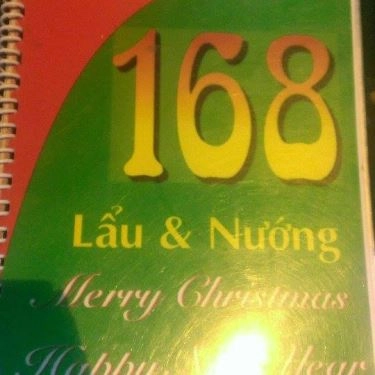 168
Lẩu & Nướng
Merry Christmas
Happy New Year